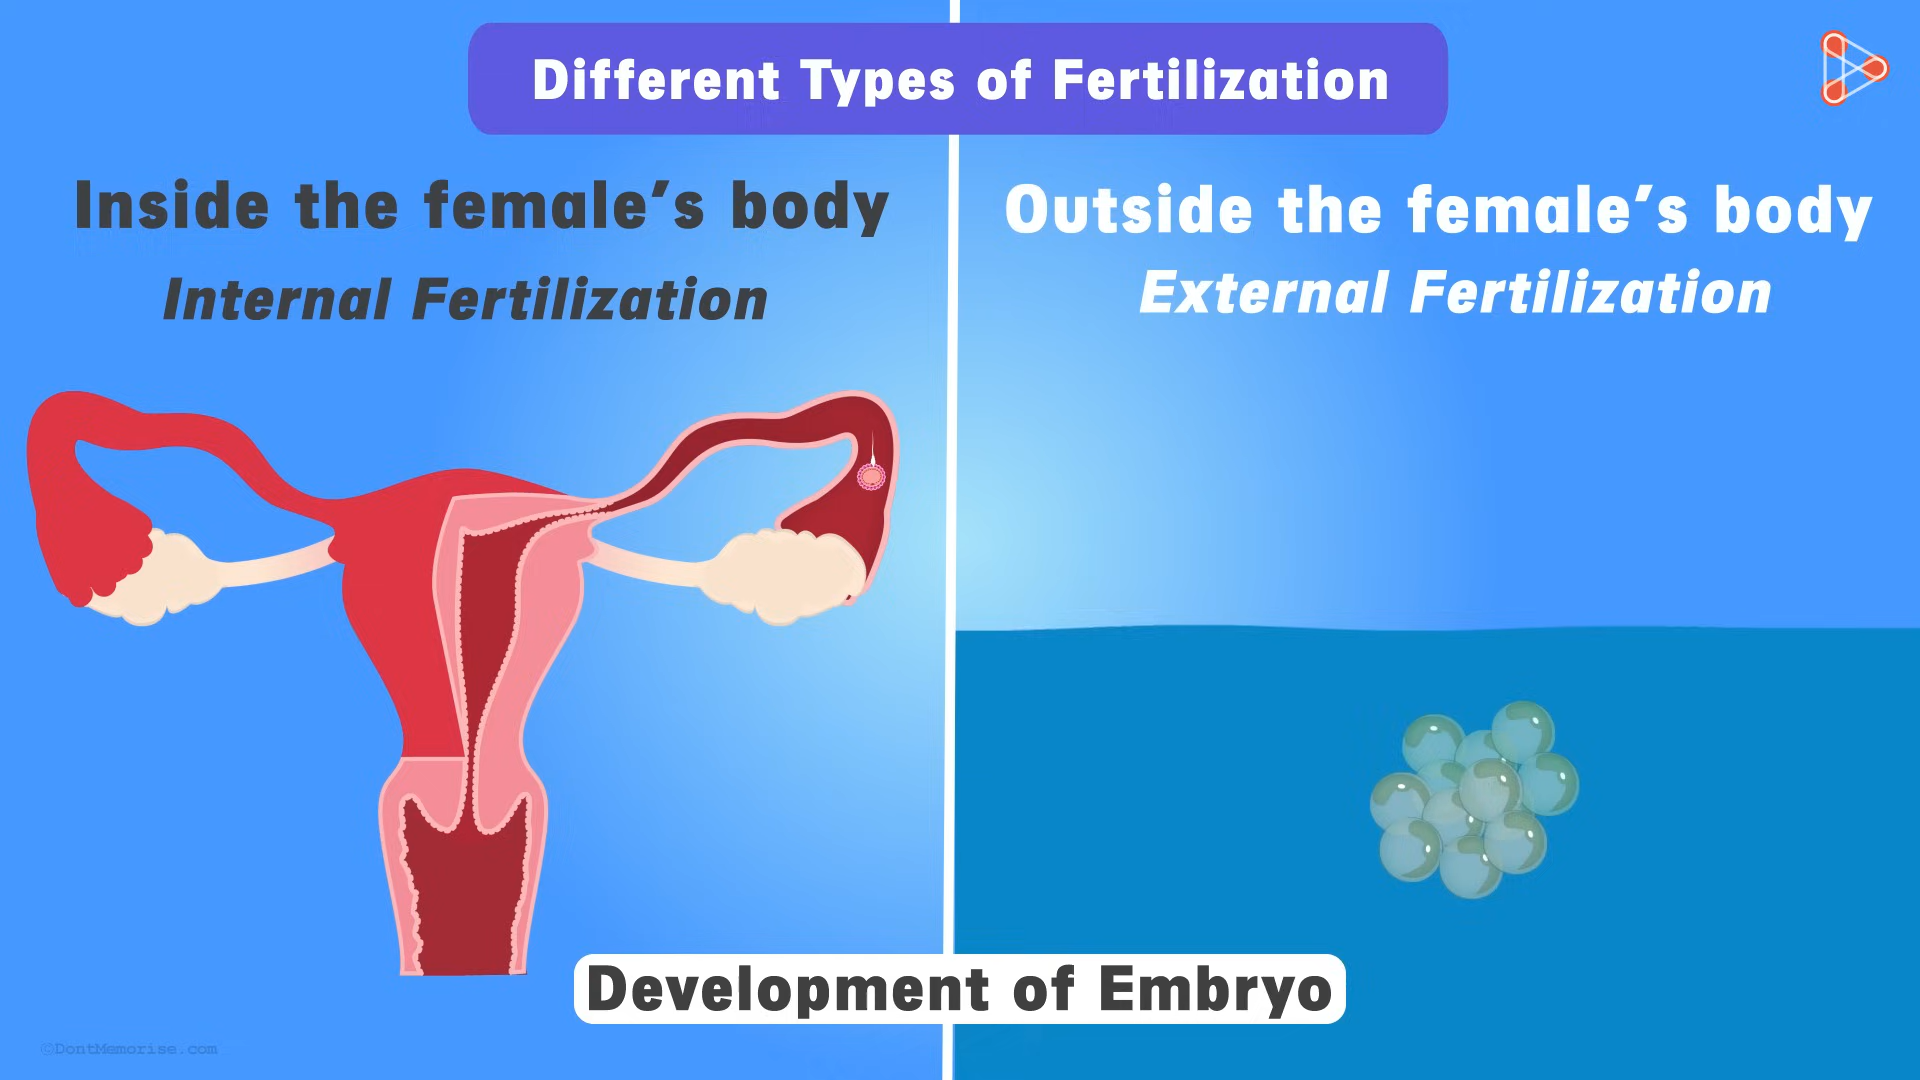 Different Types of Fertilization
Inside the female’s body
Internal Fertilization
Outside the female’s body
External Fertilization
Development of Embryo
©DontMemorise.com